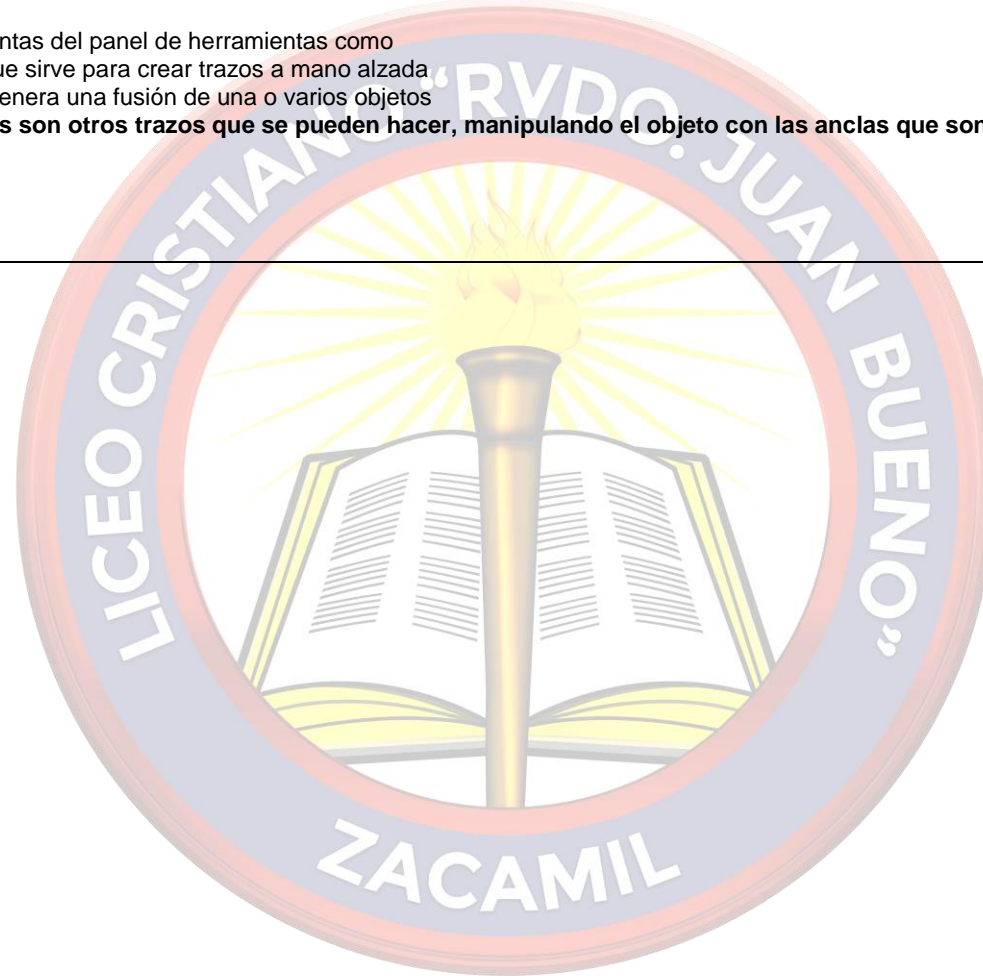 ntas del panel de herramientas como
ue sirve para crear trazos a mano alzada
enera una fusión de una o varios objetos
s son otros trazos que se pueden hacer, manipulando el objeto con las anclas que son
LICEO CRISTIANO “RVDO. JUAN BUENO”
ZACAMIL